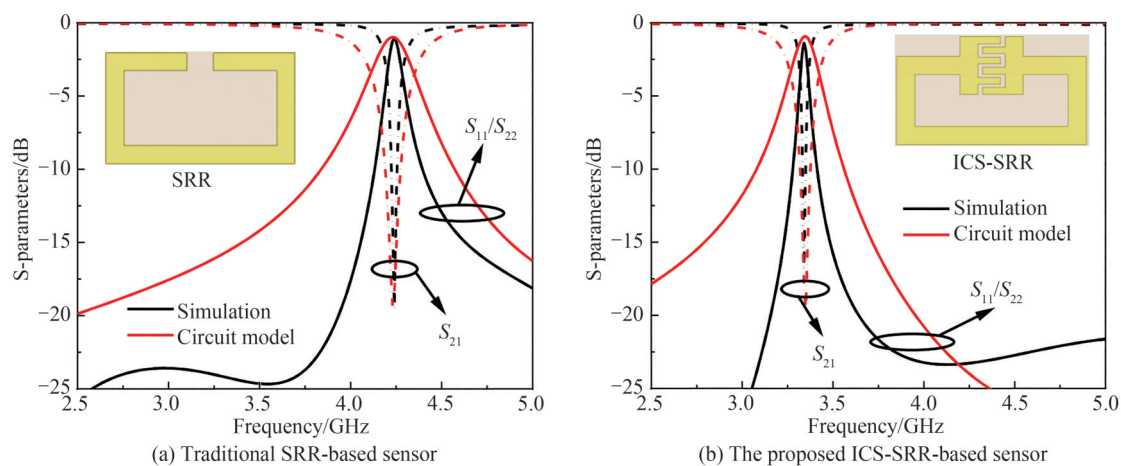 S-parameters/dB
0
−5
−10
−15
−20
−25
2.5 3.0 3.5 4.0 4.5 5.0
Frequency/GHz
SRR
S11/S22
S21
Simulation
Circuit model
(a) Traditional SRR-based sensor
S-parameters/dB
0
−5
−10
−15
−20
−25
2.5 3.0 3.5 4.0 4.5 5.0
Frequency/GHz
ICS-SRR
Simulation
Circuit model
S11/S22
S21
(b) The proposed ICS-SRR-based sensor